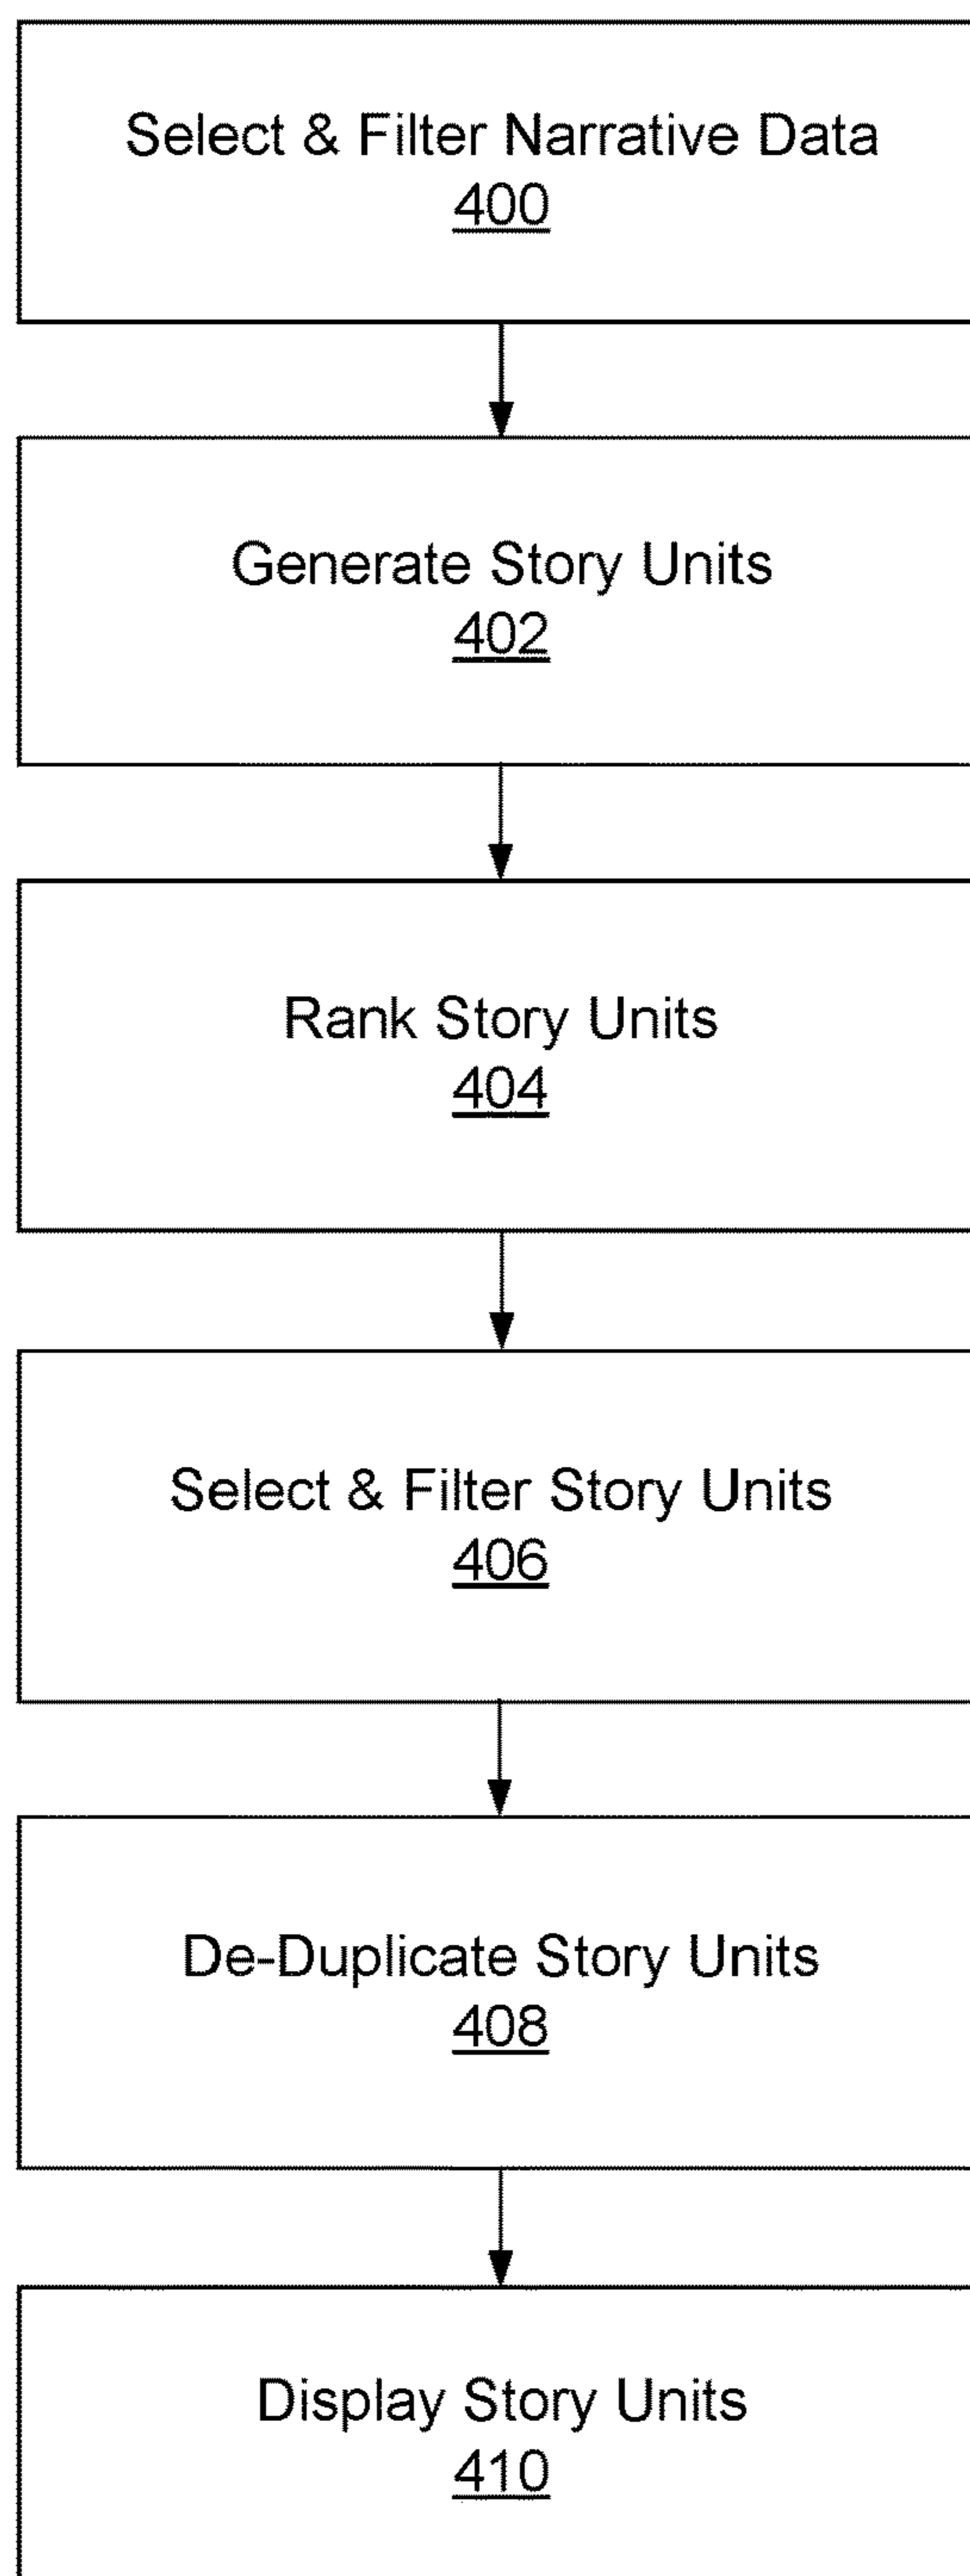 Select & Filter Narrative Data
400
Generate Story Units
402
Rank Story Units
404
Select & Filter Story Units
406
De-Duplicate Story Units
408
Display Story Units
410